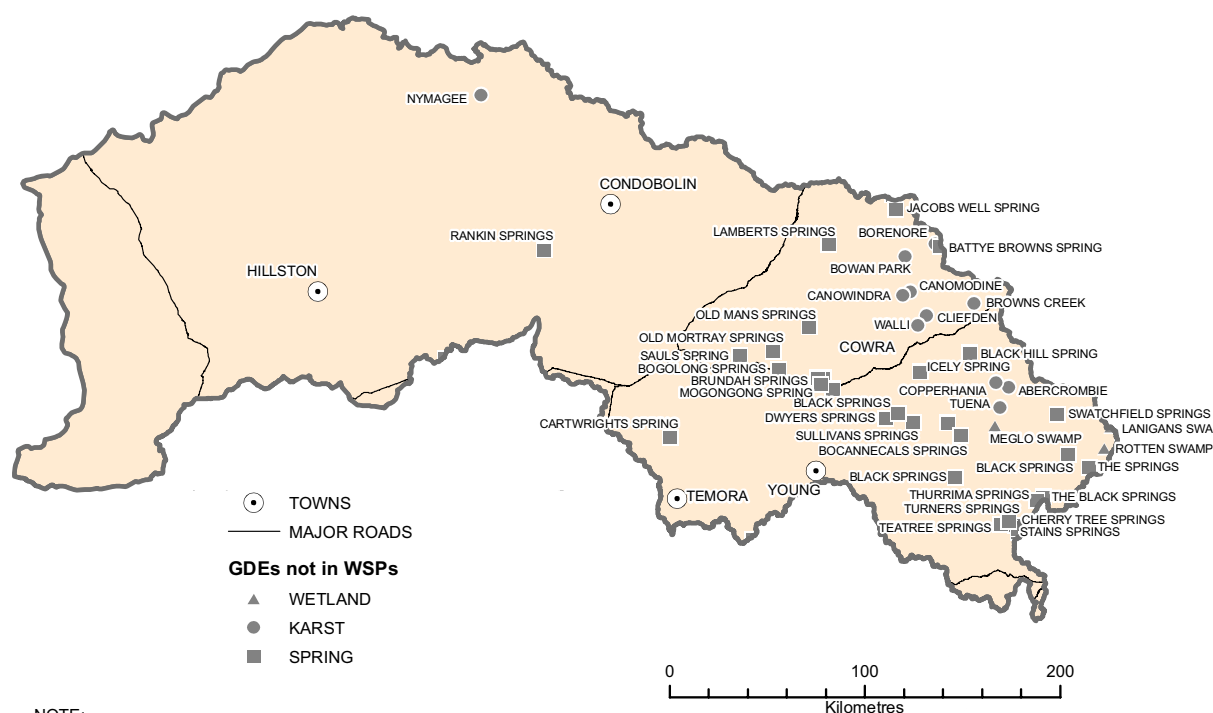 NYMAGEE
CONDOBOLIN
JACOBS WELL SPRING
LAMBERTS SPRINGS
BORENORE
RANKIN SPRINGS
BATTYE BROWNS SPRING
BOWAN PARK
HILLSTON
CANOMODINE
CANOWINDRA
BROWNS CREEK
OLD MANS SPRINGS
CLIEFDEN
WALLI
OLD MORTRAY SPRINGS
COWRA
SAULS SPRING
BLACK HILL SPRING
BOGOLONG SPRINGS
ICELY SPRING
BRUNDAH SPRINGS
MOGONGONG SPRING
COPPERHANIA
ABERCROMBIE
BLACK SPRINGS
TUENA
DWYERS SPRINGS
SWATCHFIELD SPRINGS
CARTWRIGHTS SPRING
LANIGANS SWA
SULLIVANS SPRINGS
MEGLO SWAMP
BOCANNECALS SPRINGS
ROTTEN SWAMP
BLACK SPRINGS
THE SPRINGS
BLACK SPRINGS
YOUNG
TEMORA
THURRIMA SPRINGS
THE BLACK SPRINGS
TURNERS SPRINGS
CHERRY TREE SPRINGS
TEATREE SPRINGS
STAINS SPRINGS
TOWNS
MAJOR ROADS
GDEs not in WSPs
WETLAND
KARST
SPRING
0 100 200
Kilometres
NOTE: